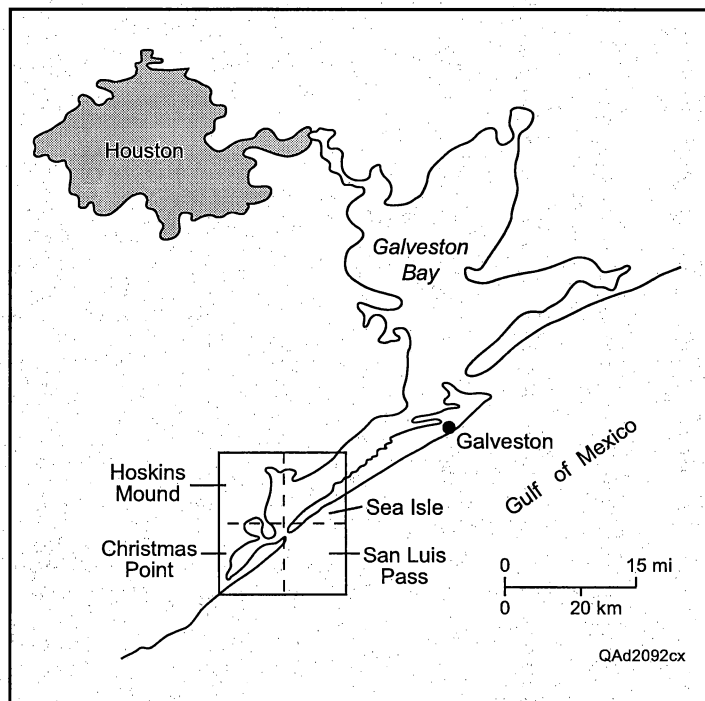 Houston
Galveston
Bay
Galveston
Gulf of Mexico
Hoskins
Mound
Sea Isle
Christmas
Point
San Luis
Pass
0 15 mi
0 20 km
QAd2092cx